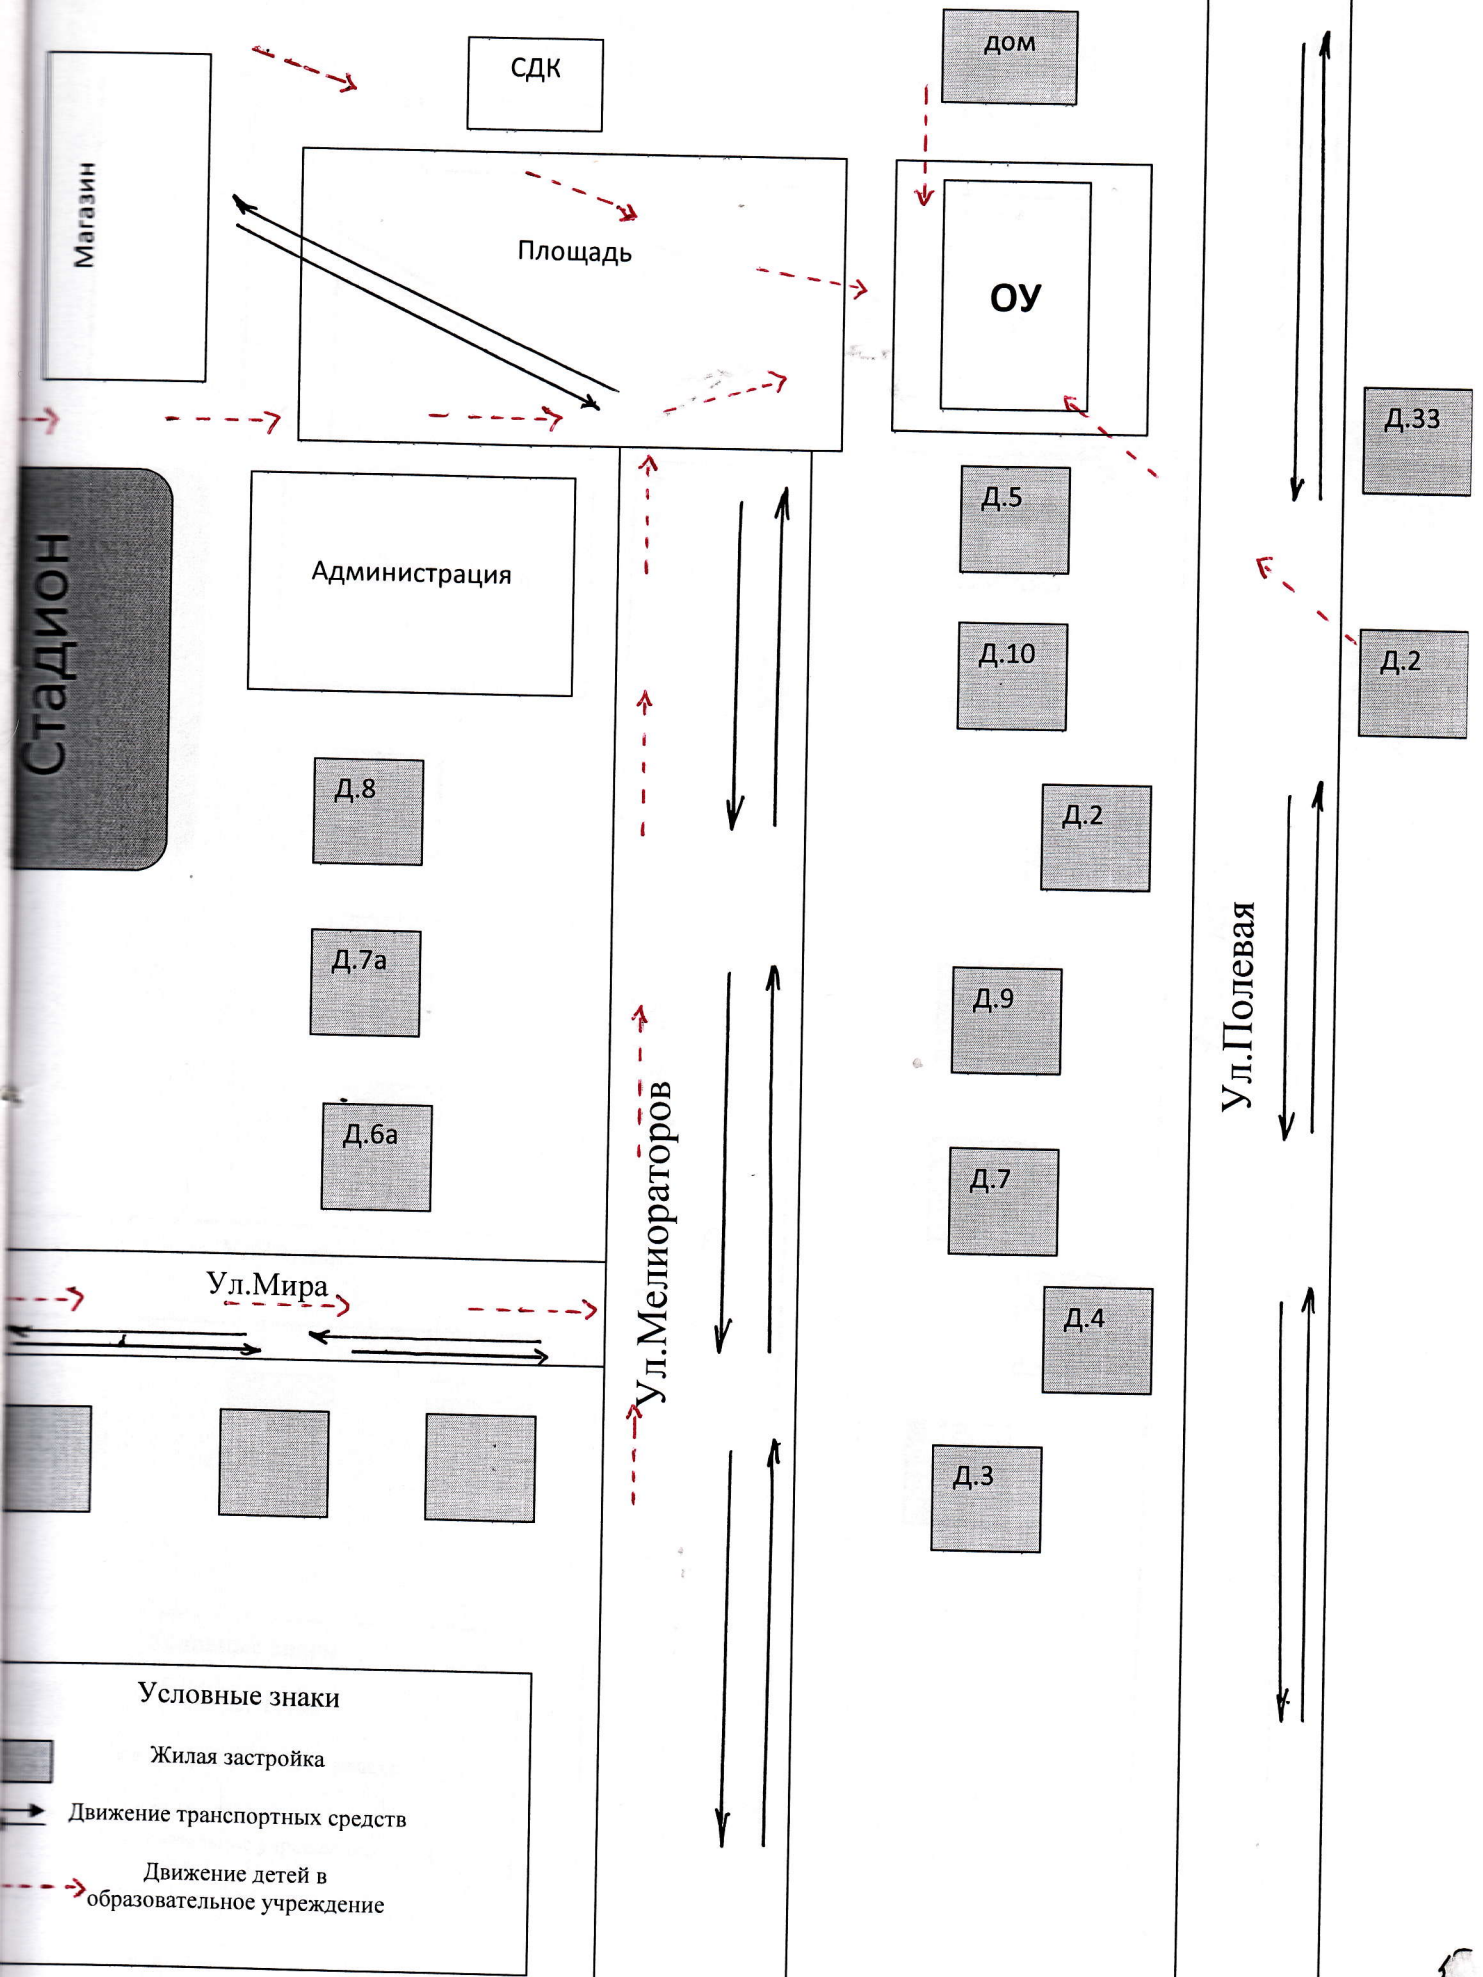 дом
СДК
Магазин
Площадь
ОУ
Д.33
Д.5
Стадион
Администрация
Д.10
Д.2
Д.8
Д.2
Д.7а
Д.9
Ул.Полевая
Д.6а
Д.7
Ул.Мелиораторов
Ул.Мира
Д.4
Д.3
Условные знаки
Жилая застройка
Движение транспортных средств
Движение детей в
образовательное учреждение